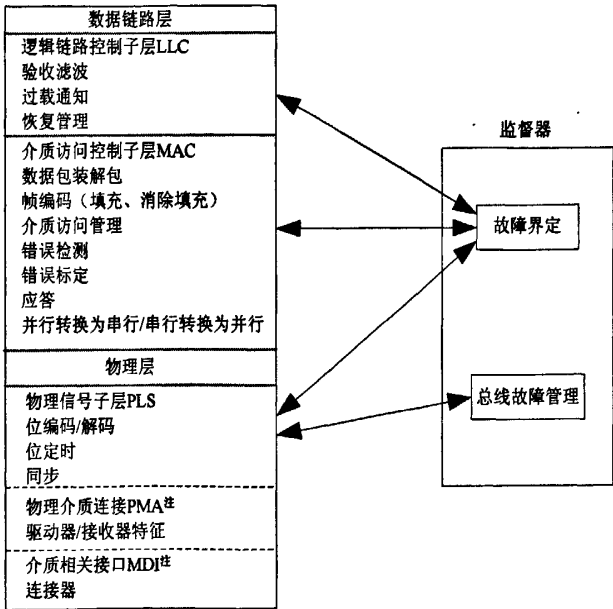 数据链路层
逻辑链路控制子层LLC
验收滤波
过载通知
恢复管理
介质访问控制子层MAC
数据包装解包
帧编码（填充、消除填充）
介质访问管理
错误检测
错误标定
应答
并行转换为串行/串行转换为并行
物理层
物理信号子层PLS
位编码/解码
位定时
同步
物理介质连接PMA注
驱动器/接收器特征
介质相关接口MDI注
连接器
监督器
故障界定
总线故障管理